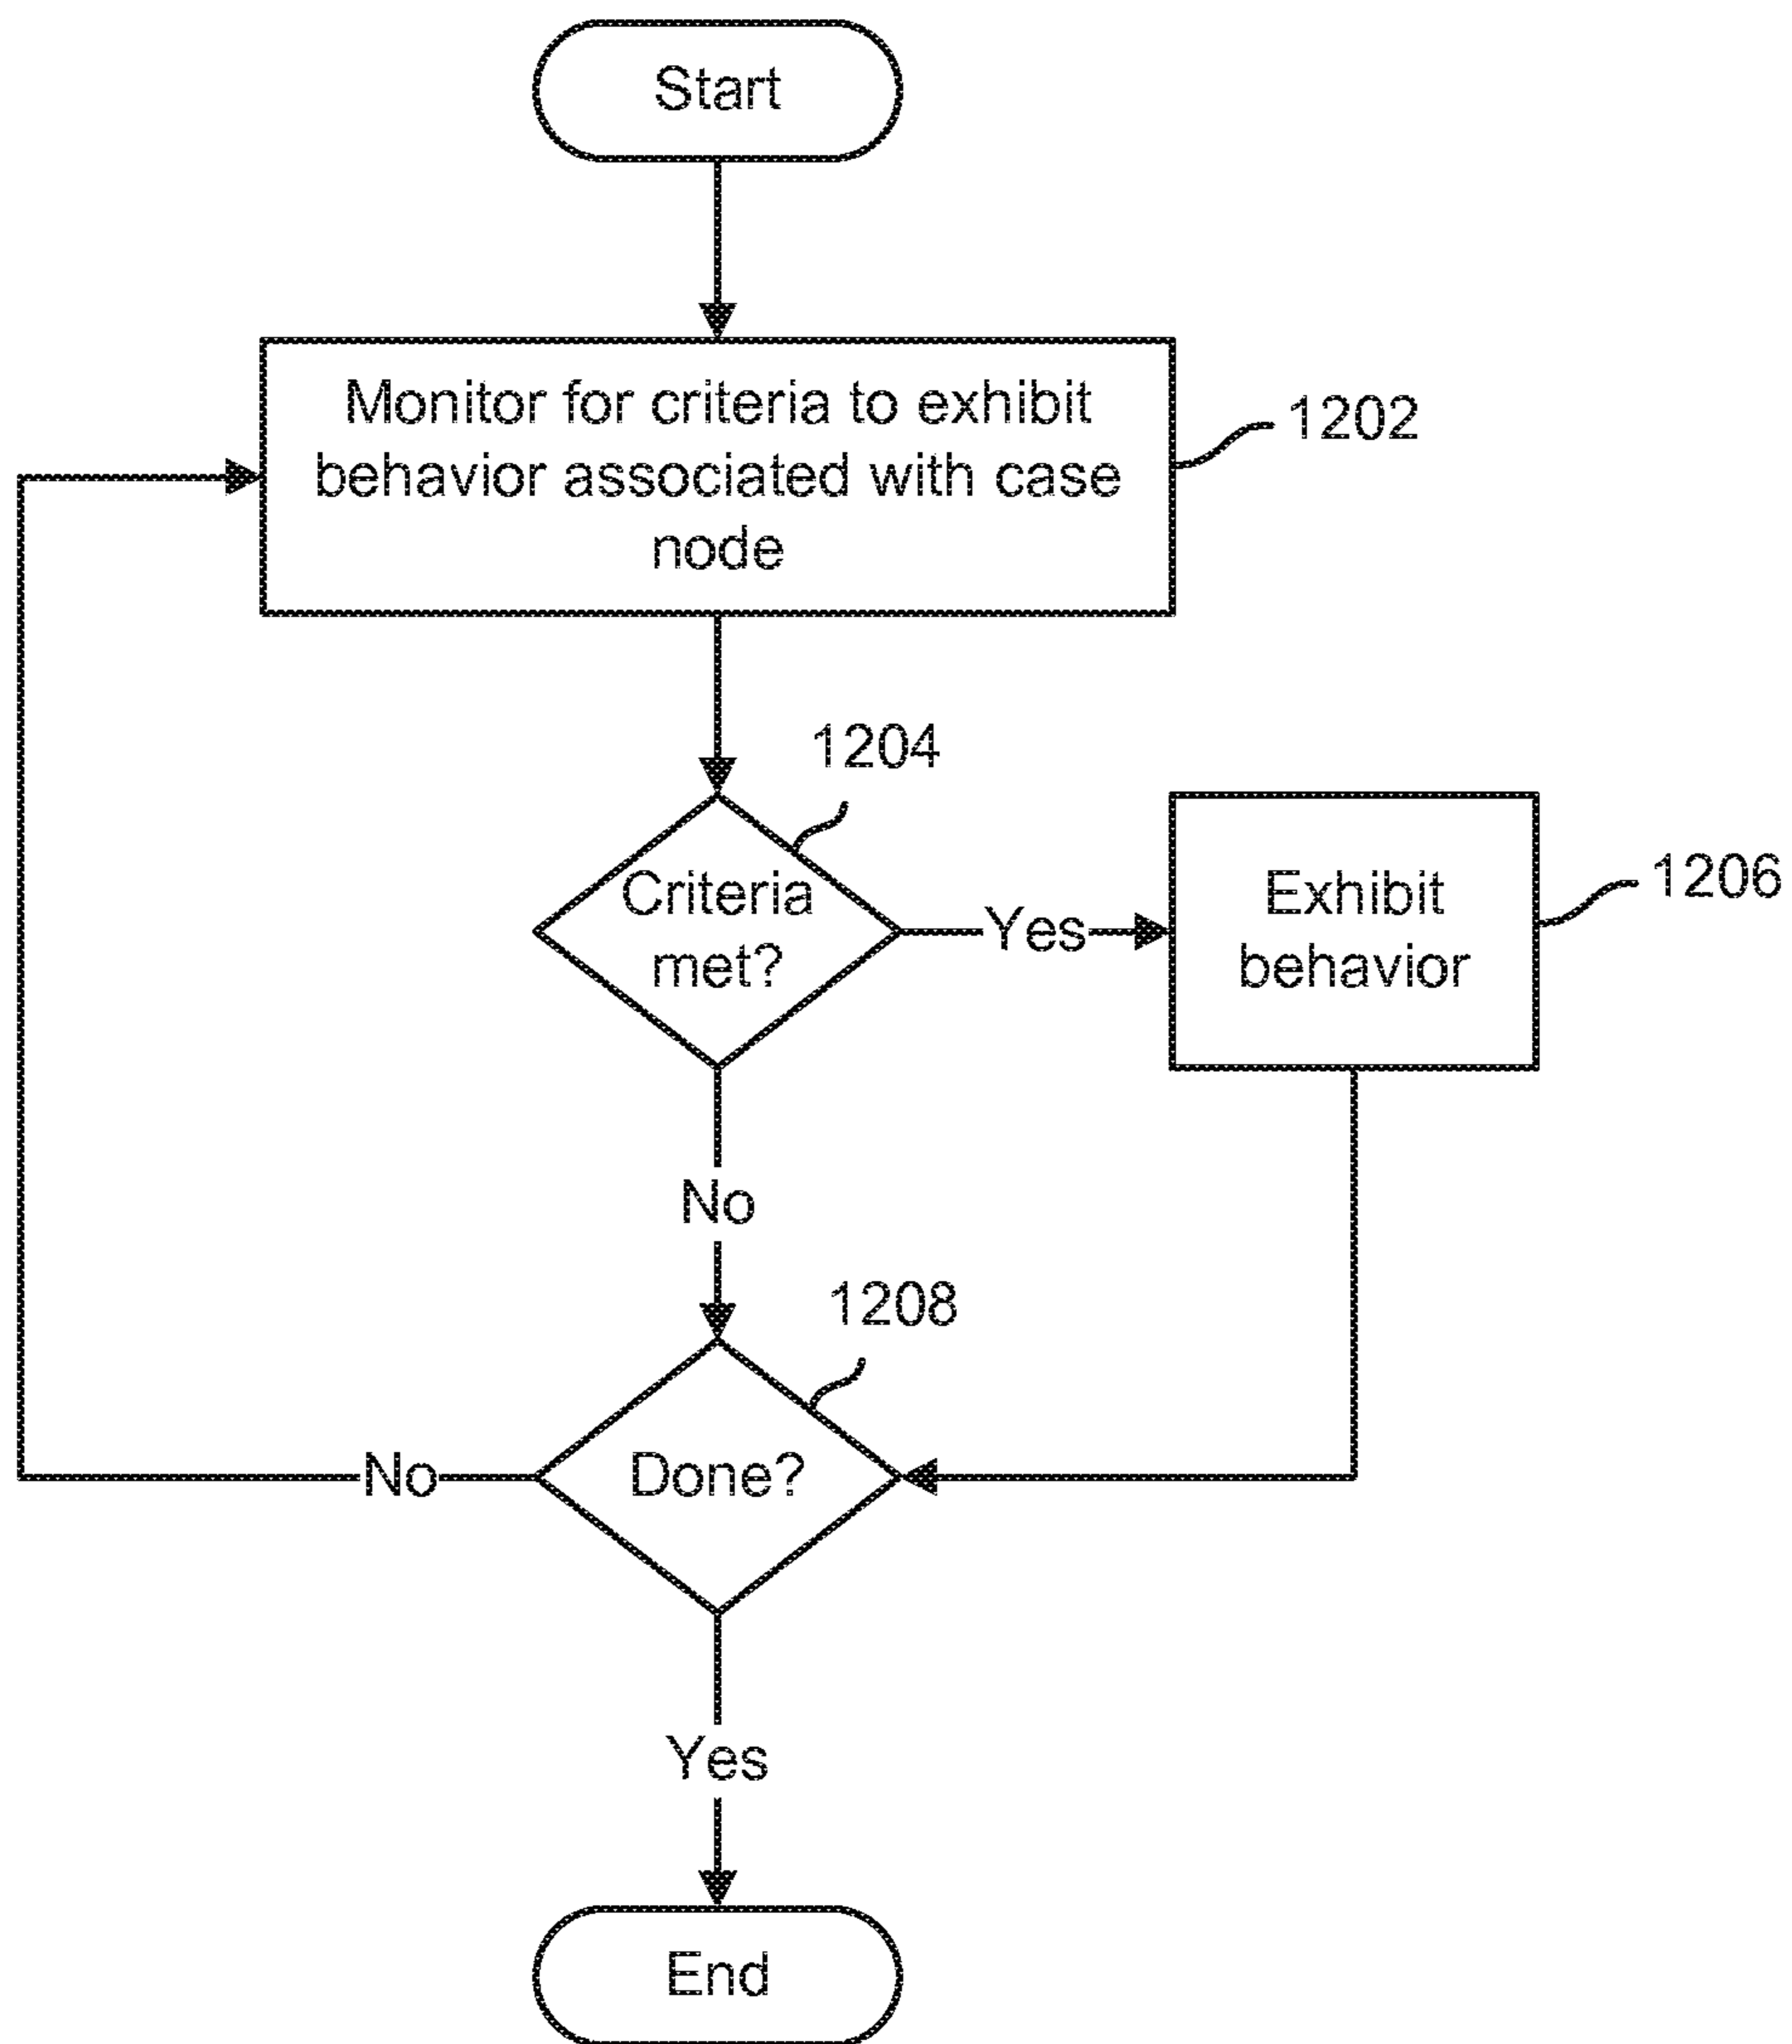 Start
Monitor for criteria to exhibit
behavior associated with case
node
1202
1204
Criteria
met?
Yes
Exhibit
behavior
1206
No
1208
Done?
No
Yes
End